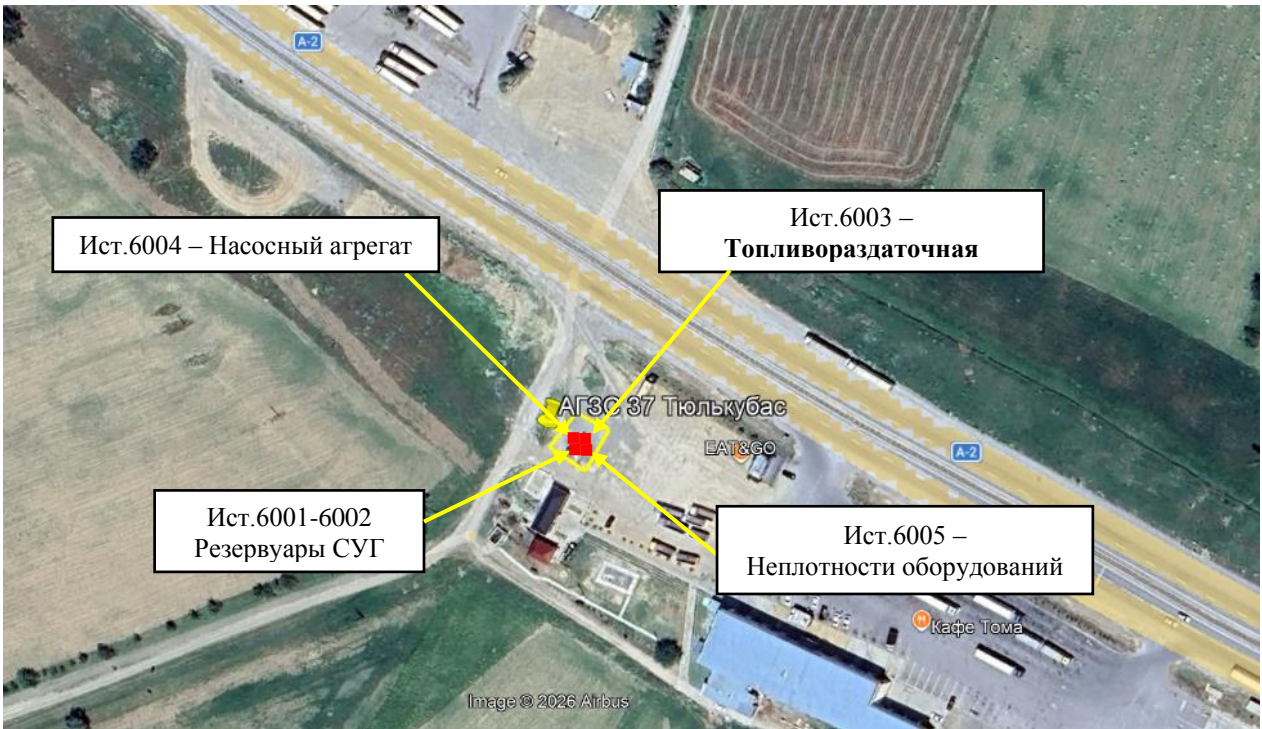 А-2
Ист.6003 –
Топливораздаточная
Ист.6004 – Насосный агрегат
АГЗС 37 Тюлькубас
EAT&GO
А-2
Ист.6001-6002
Резервуары СУГ
Ист.6005 –
Неплотности оборудований
Кафе Тома
Image © 2026 Airbus